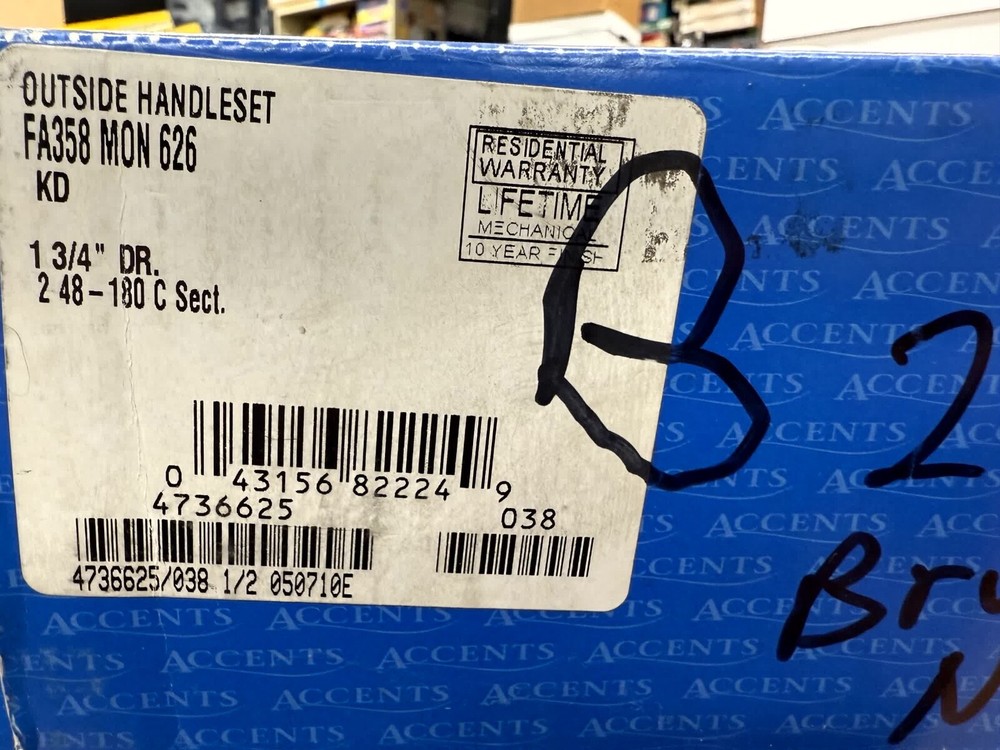 OUTSIDE HANDLESET
FA358 MON 626
KD
1 3/4" DR.
2 48-180 C Sect.
RESIDENTIAL
WARRANTY
LIFETIME
MECHANICAL
10 YEAR FINISH
0 43156 82224 9
4736625
038
4736625/038 1/2 050710E
ACCENTS
2
Br
N